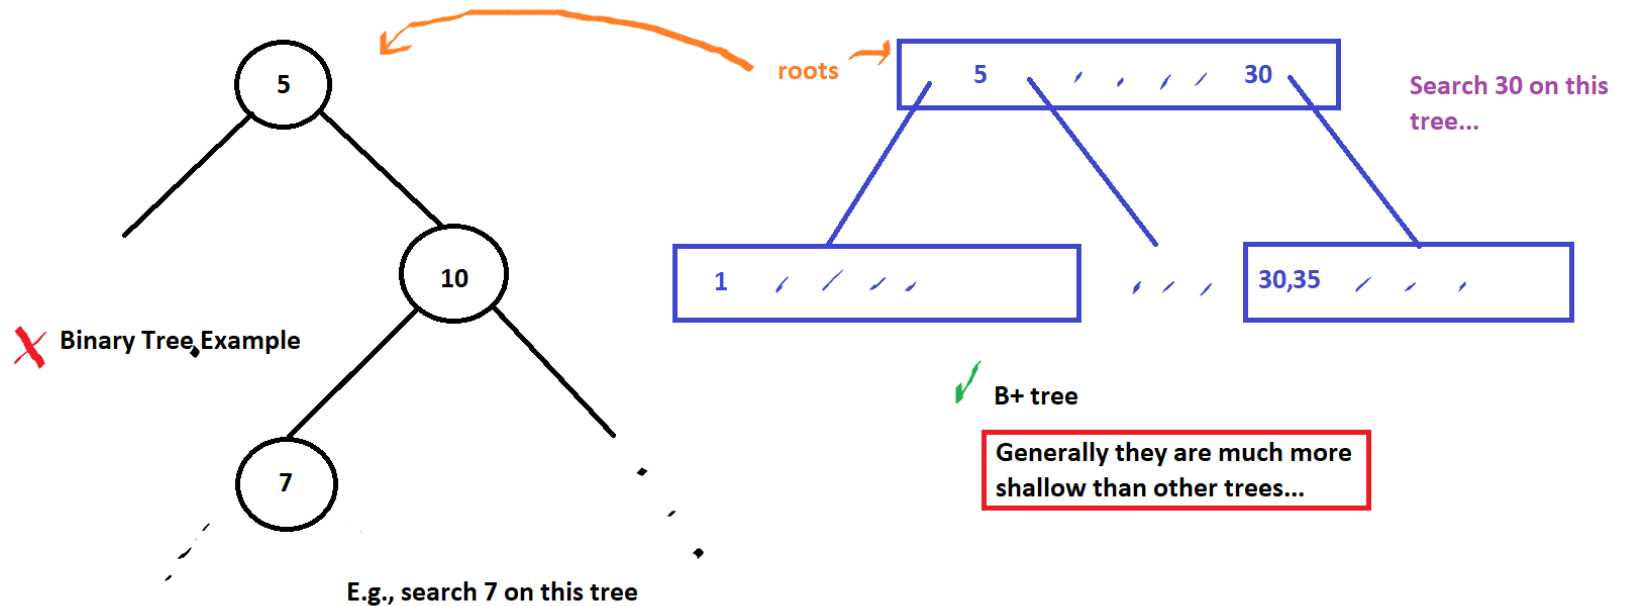 5
10
7
Binary Tree Example
E.g., search 7 on this tree
roots
5 30
Search 30 on this
tree...
1
30,35
B+ tree
Generally they are much more
shallow than other trees...